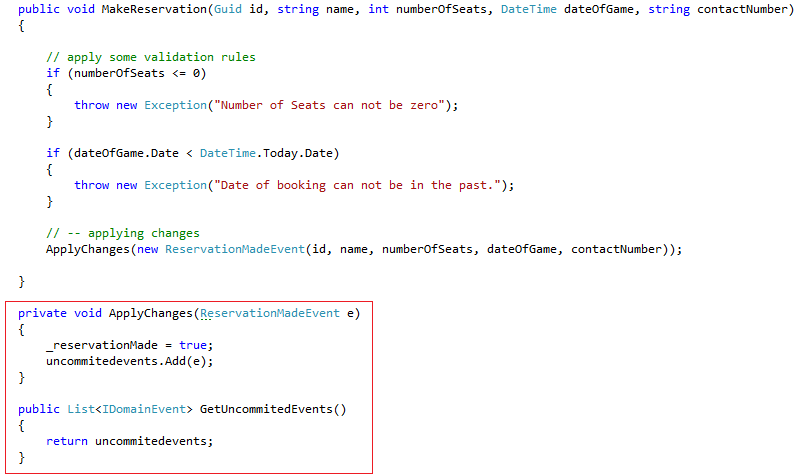 public void MakeReservation(Guid id, string name, int numberOfSeats, DateTime dateOfGame, string contactNumber)
{
// apply some validation rules
if (numberOfSeats <= 0)
{
throw new Exception("Number of Seats can not be zero");
}
if (dateOfGame.Date < DateTime.Today.Date)
{
throw new Exception("Date of booking can not be in the past.");
}
// -- applying changes
ApplyChanges(new ReservationMadeEvent(id, name, numberOfSeats, dateOfGame, contactNumber));
}
private void ApplyChanges(ReservationMadeEvent e)
{
_reservationMade = true;
uncommitedevents.Add(e);
}
public List<IDomainEvent> GetUncommitedEvents()
{
return uncommitedevents;
}